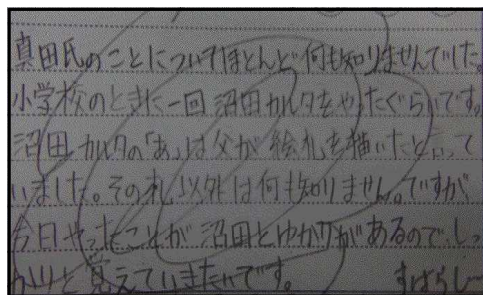 真田氏のことについてほとんど何も知りませんでした。
小学校のときに一回沼田カルタをやったぐらいです。
沼田カルタの「あ」は父が絵札を描いたと言って
いました。その札以外は何も知りません。ですが
今日やったことが沼田とゆかりがあるので、しっ
かりと覚えていきたいです。 すばらしい